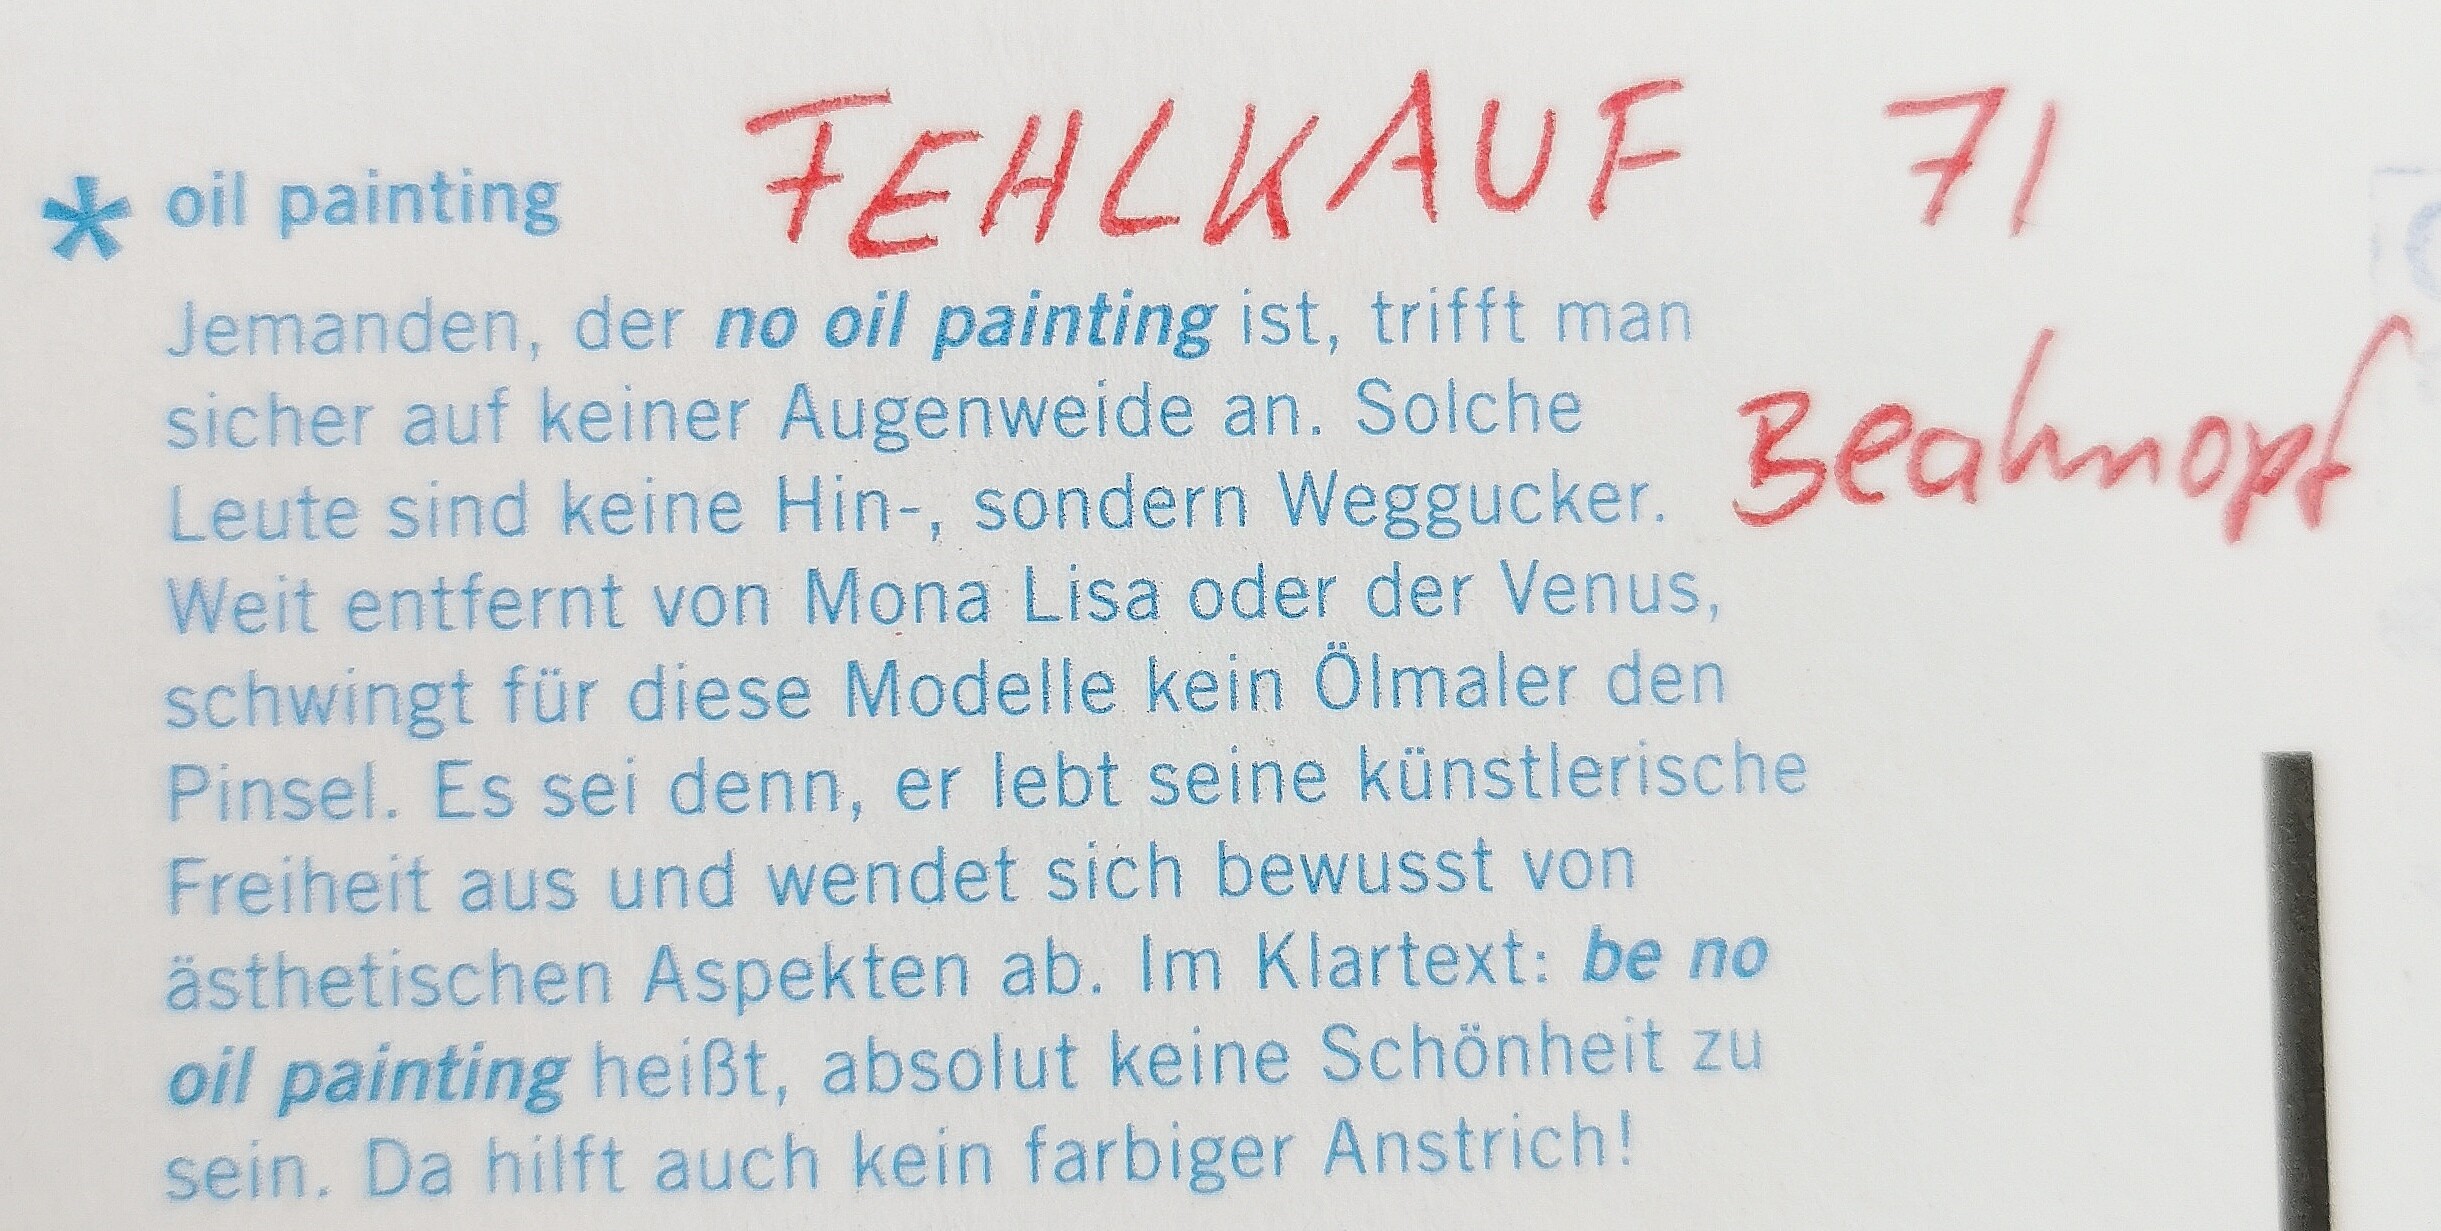 FEHLKAUF 71
* oil painting
Jemanden, der no oil painting ist, trifft man
sicher auf keiner Augenweide an. Solche
Leute sind keine Hin-, sondern Weggucker.
Beahnopf
Weit entfernt von Mona Lisa oder der Venus,
schwingt für diese Modelle kein Ölmaler den
Pinsel. Es sei denn, er lebt seine künstlerische
Freiheit aus und wendet sich bewusst von
ästhetischen Aspekten ab. Im Klartext: be no
oil painting heißt, absolut keine Schönheit zu
sein. Da hilft auch kein farbiger Anstrich!